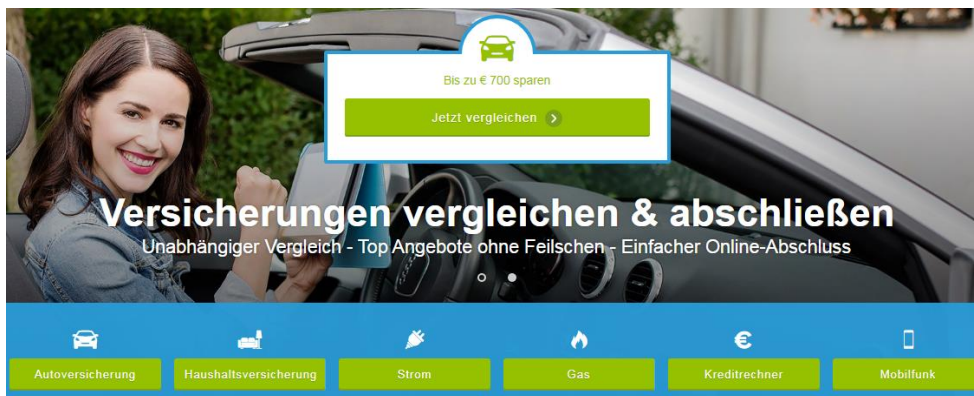 Bis zu € 700 sparen
Jetzt vergleichen
Versicherungen vergleichen & abschließen
Unabhängiger Vergleich - Top Angebote ohne Feilschen - Einfacher Online-Abschluss
Autoversicherung
Haushaltsversicherung
Strom
Gas
Kreditrechner
Mobilfunk